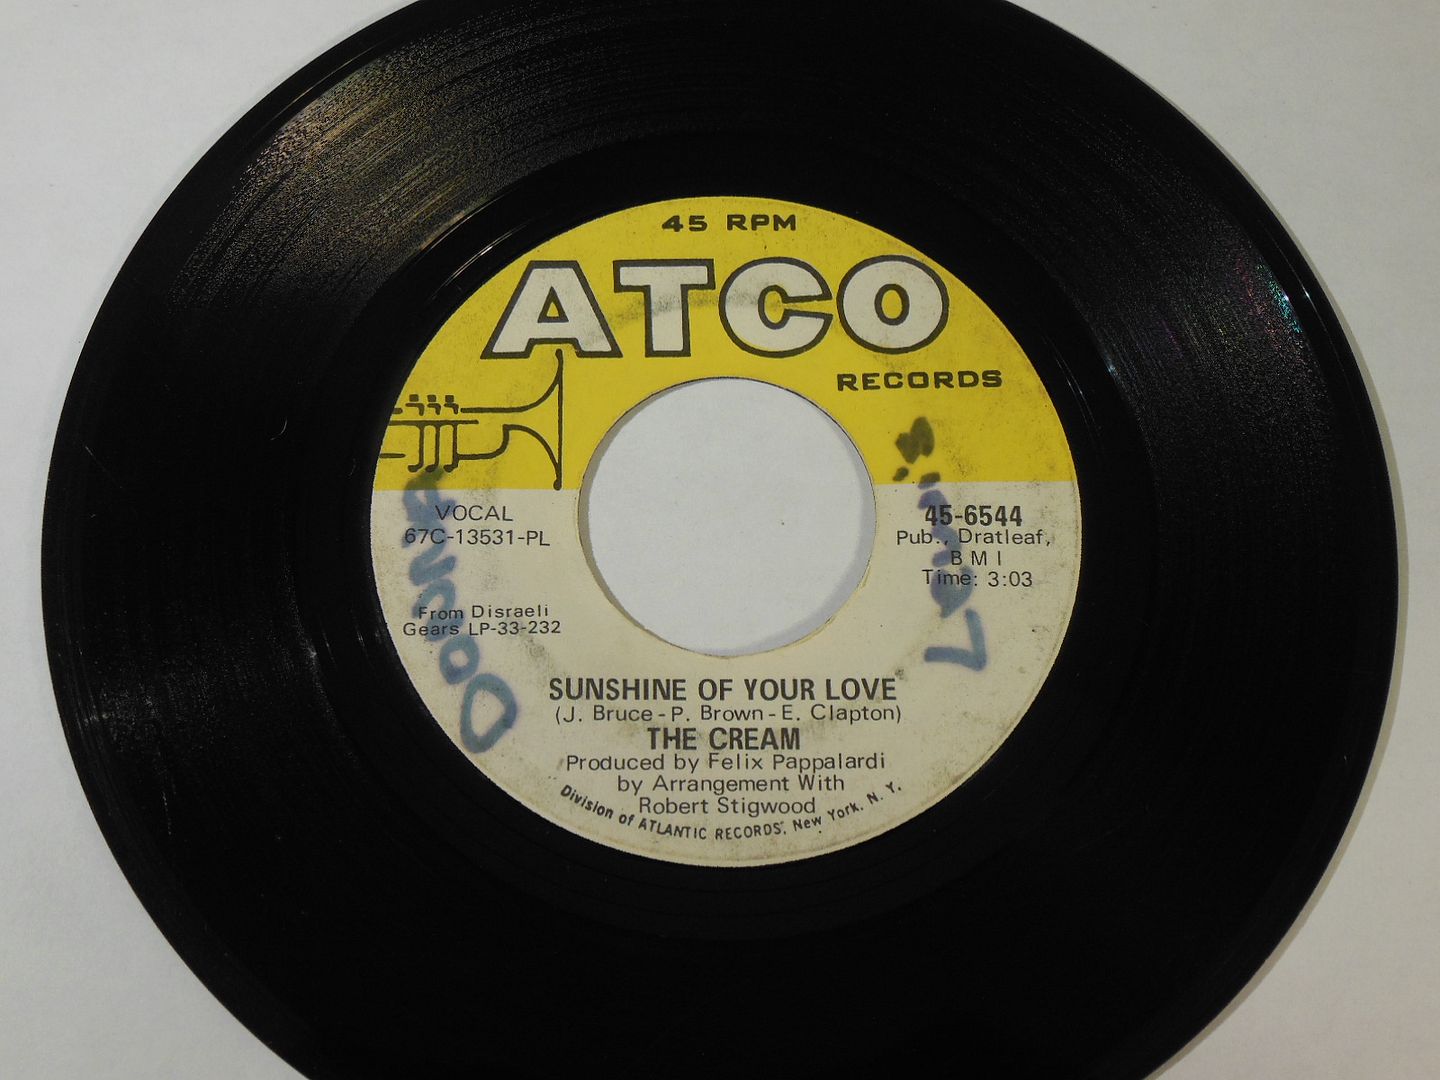 45 RPM
ATCO
RECORDS
VOCAL
67C-13531-PL
From Disraeli
Gears LP-33-232
45-6544
Pub., Dratleaf,
BMI
Time: 3:03
SUNSHINE OF YOUR LOVE
(J. Bruce-P. Brown-E. Clapton)
THE CREAM
Produced by Felix Pappalardi
by Arrangement With
Robert Stigwood
Division of ATLANTIC RECORDS, New York, N. Y.